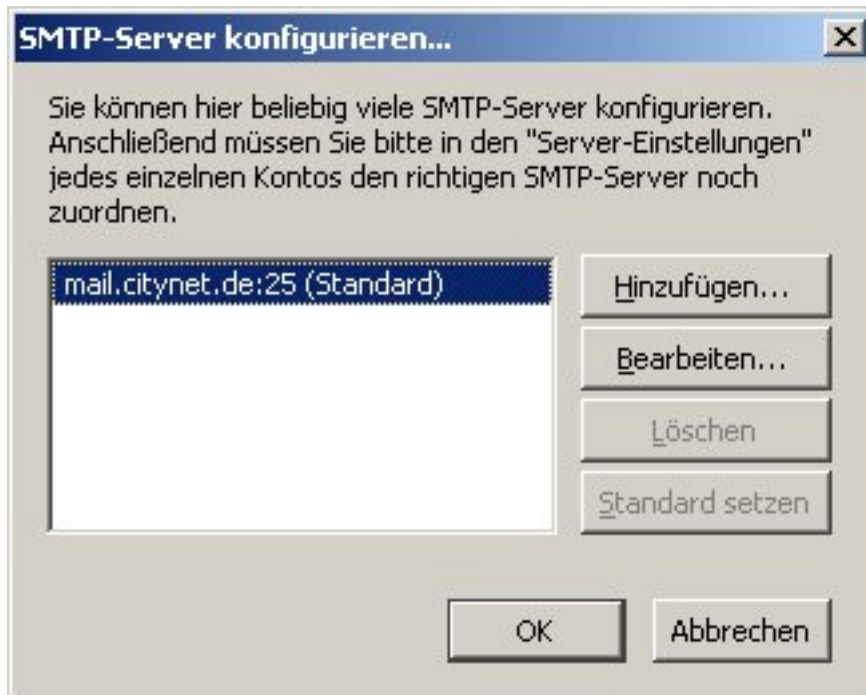 SMTP-Server konfigurieren...
Sie können hier beliebig viele SMTP-Server konfigurieren.
Anschließend müssen Sie bitte in den "Server-Einstellungen"
jedes einzelnen Kontos den richtigen SMTP-Server noch
zuordnen.
mail.citynet.de:25 (Standard)
Hinzufügen...
Bearbeiten...
Löschen
Standard setzen
OK
Abbrechen